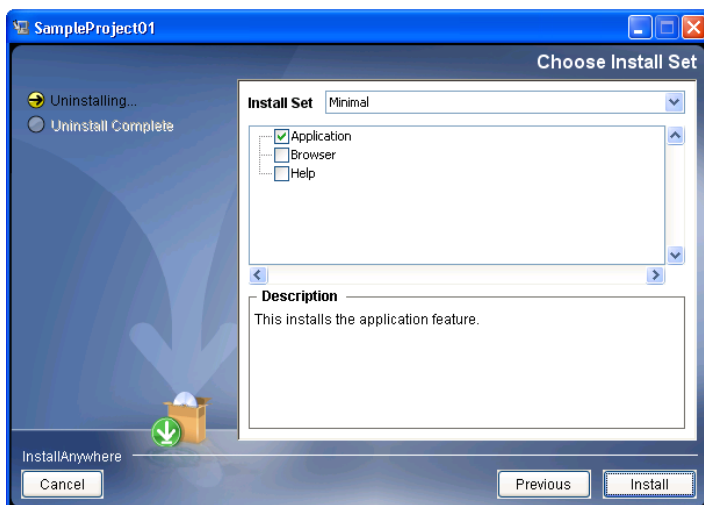 SampleProject01
Choose Install Set
Uninstalling...
Uninstall Complete
Install Set Minimal
Application
Browser
Help
Description
This installs the application feature.
InstallAnywhere
Cancel Previous Install